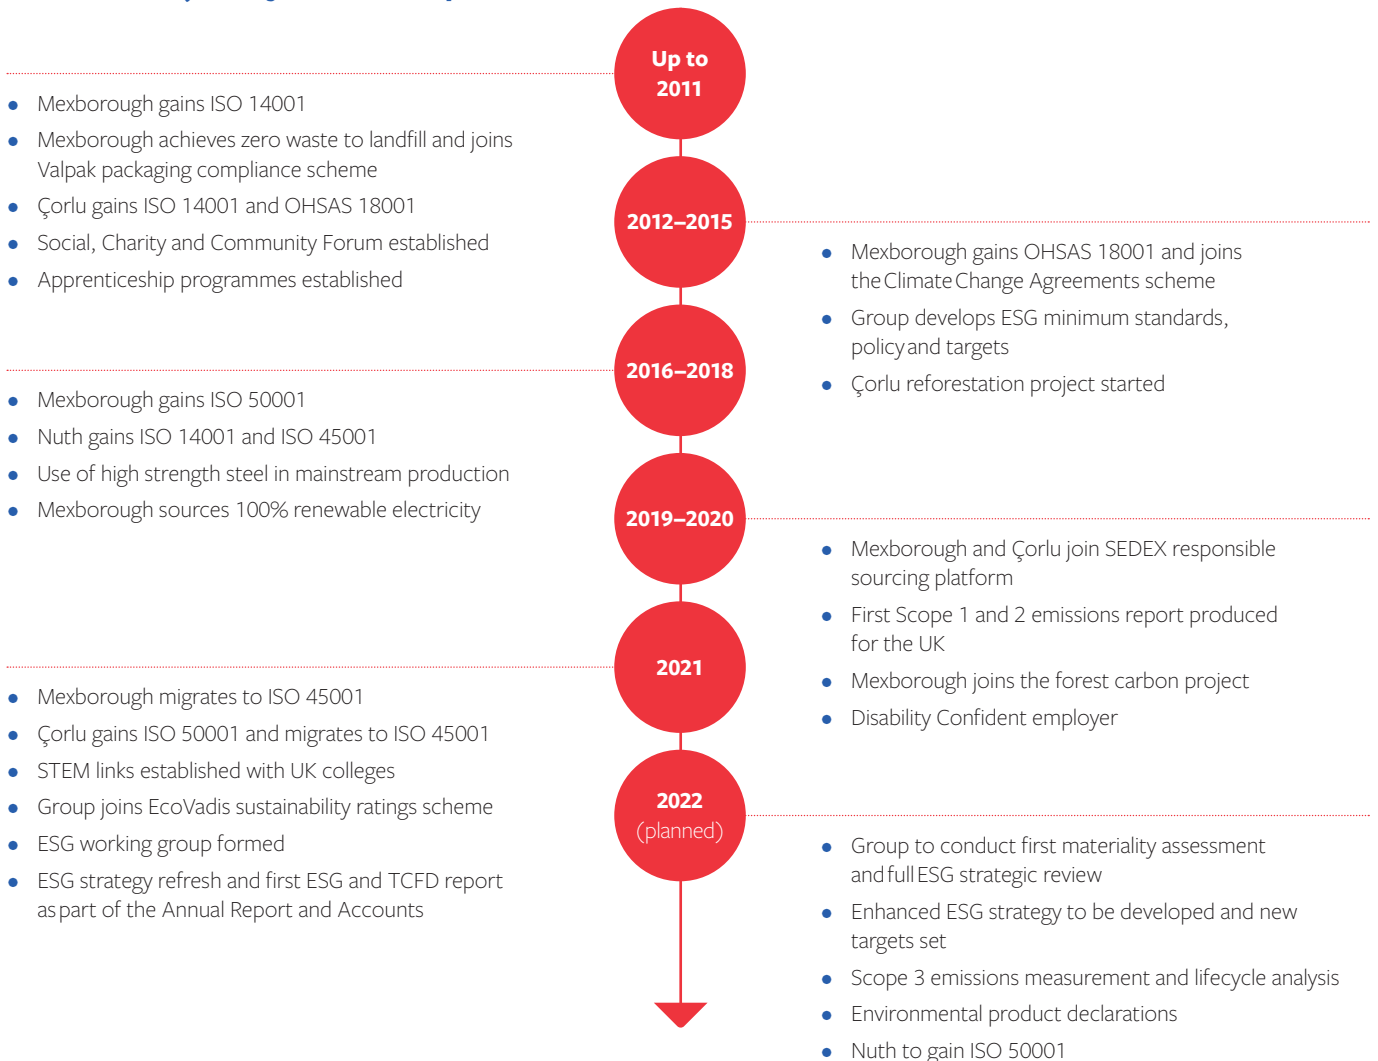 Up to
2011
Mexborough gains ISO 14001
Mexborough achieves zero waste to landfill and joins
Valpak packaging compliance scheme
Çorlu gains ISO 14001 and OHSAS 18001
Social, Charity and Community Forum established
Apprenticeship programmes established
2012–2015
Mexborough gains OHSAS 18001 and joins
the Climate Change Agreements scheme
Group develops ESG minimum standards,
policy and targets
Çorlu reforestation project started
2016–2018
Mexborough gains ISO 50001
Nuth gains ISO 14001 and ISO 45001
Use of high strength steel in mainstream production
Mexborough sources 100% renewable electricity
2019–2020
Mexborough and Çorlu join SEDEX responsible
sourcing platform
First Scope 1 and 2 emissions report produced
for the UK
Mexborough joins the forest carbon project
Disability Confident employer
2021
Mexborough migrates to ISO 45001
Çorlu gains ISO 50001 and migrates to ISO 45001
STEM links established with UK colleges
Group joins EcoVadis sustainability ratings scheme
ESG working group formed
ESG strategy refresh and first ESG and TCFD report
as part of the Annual Report and Accounts
2022
(planned)
Group to conduct first materiality assessment
and full ESG strategic review
Enhanced ESG strategy to be developed and new
targets set
Scope 3 emissions measurement and lifecycle analysis
Environmental product declarations
Nuth to gain ISO 50001